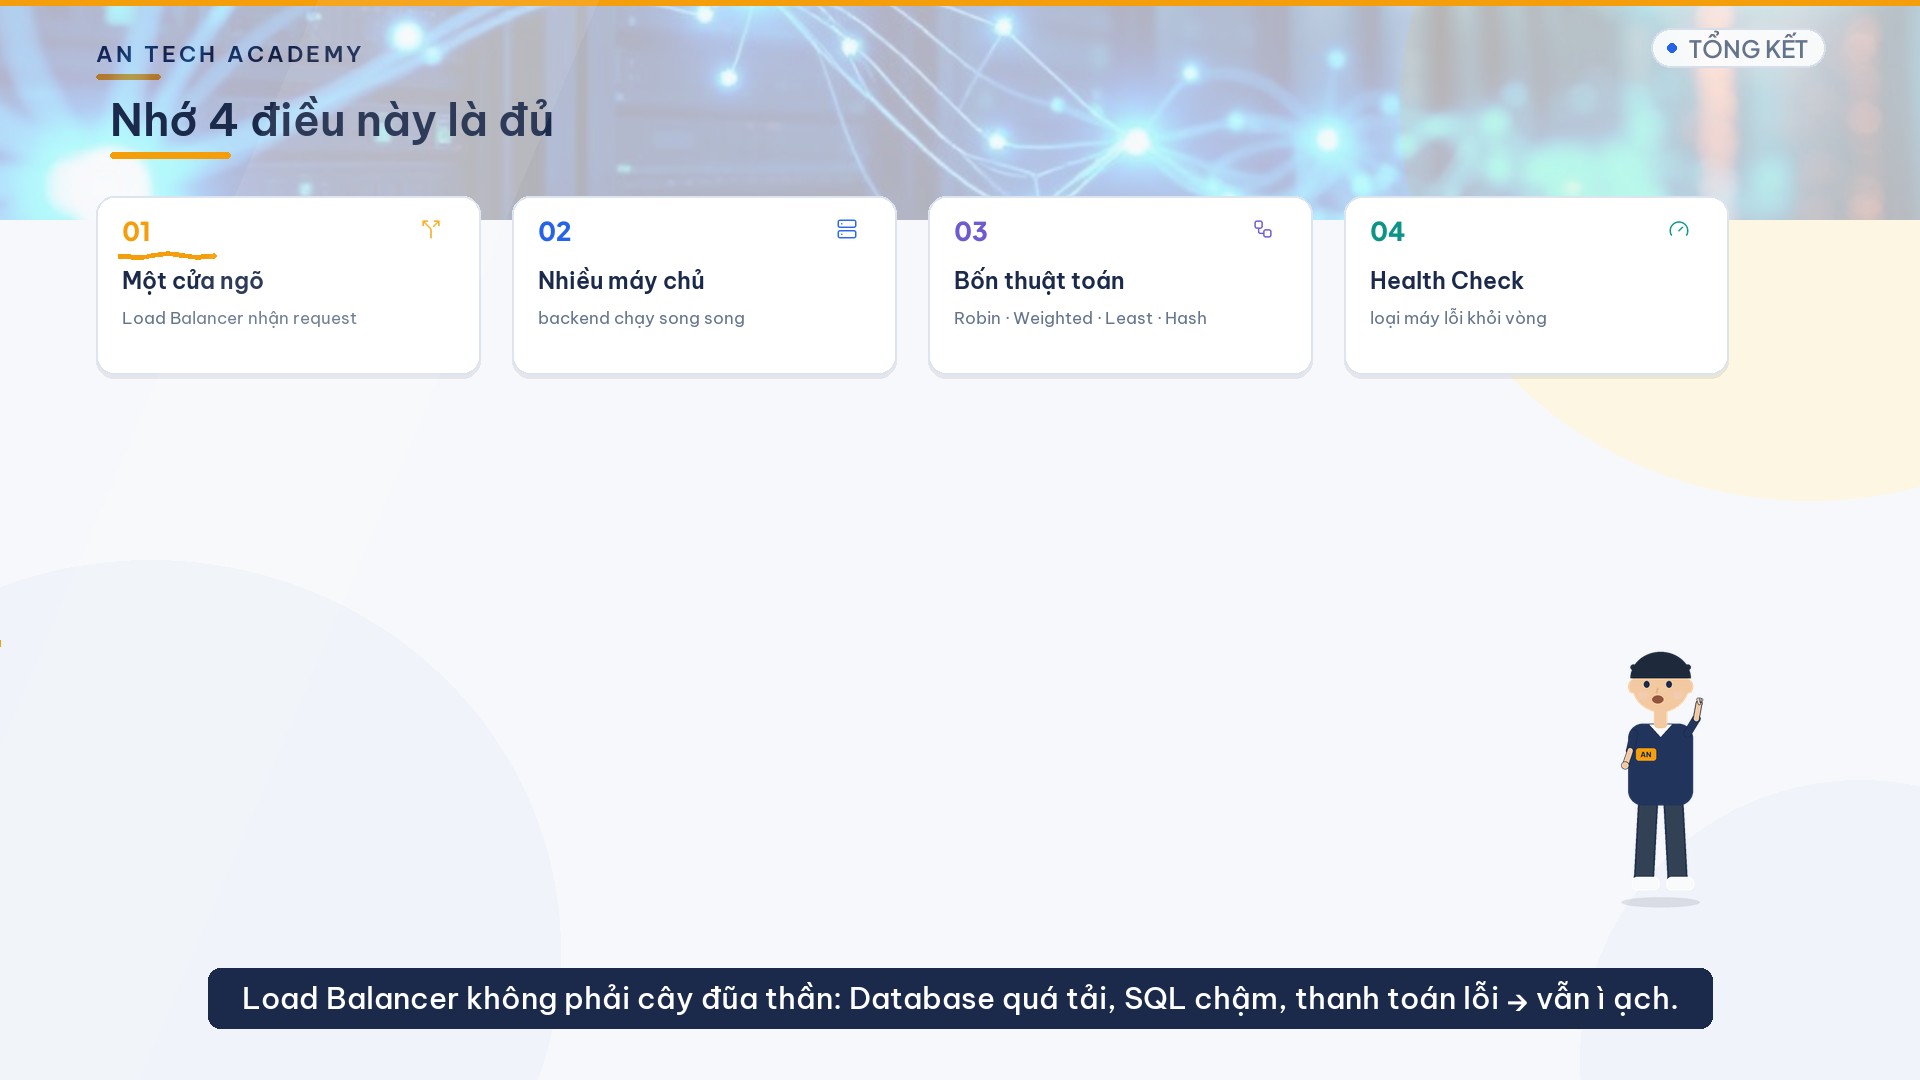 AN TECH ACADEMY
TỔNG KẾT
Nhớ 4 điều này là đủ
01
Một cửa ngõ
Load Balancer nhận request
02
Nhiều máy chủ
backend chạy song song
03
Bốn thuật toán
Robin · Weighted · Least · Hash
04
Health Check
loại máy lỗi khỏi vòng
AN
Load Balancer không phải cây đũa thần: Database quá tải, SQL chậm, thanh toán lỗi → vẫn ì ạch.